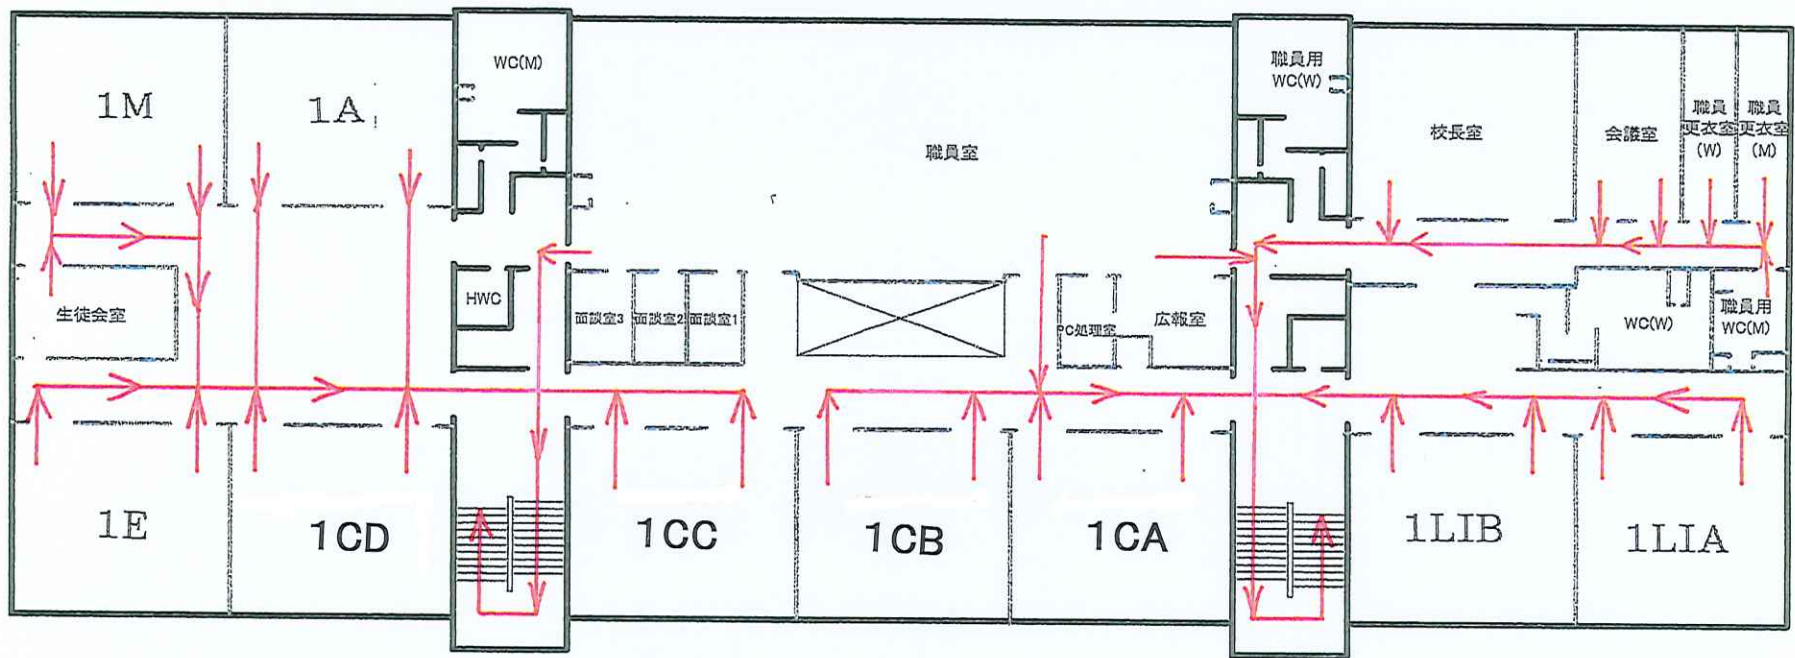 1M
1A
WC(M)
職員室
職員用
WC(W)
校長室
会議室
職員
更衣室
(W)
職員
更衣室
(M)
生徒会室
HWC
面談室3
面談室2
面談室1
PC処理室
広報室
WC(W)
職員用
WC(M)
1E
1CD
1CC
1CB
1CA
1LIB
1LIA